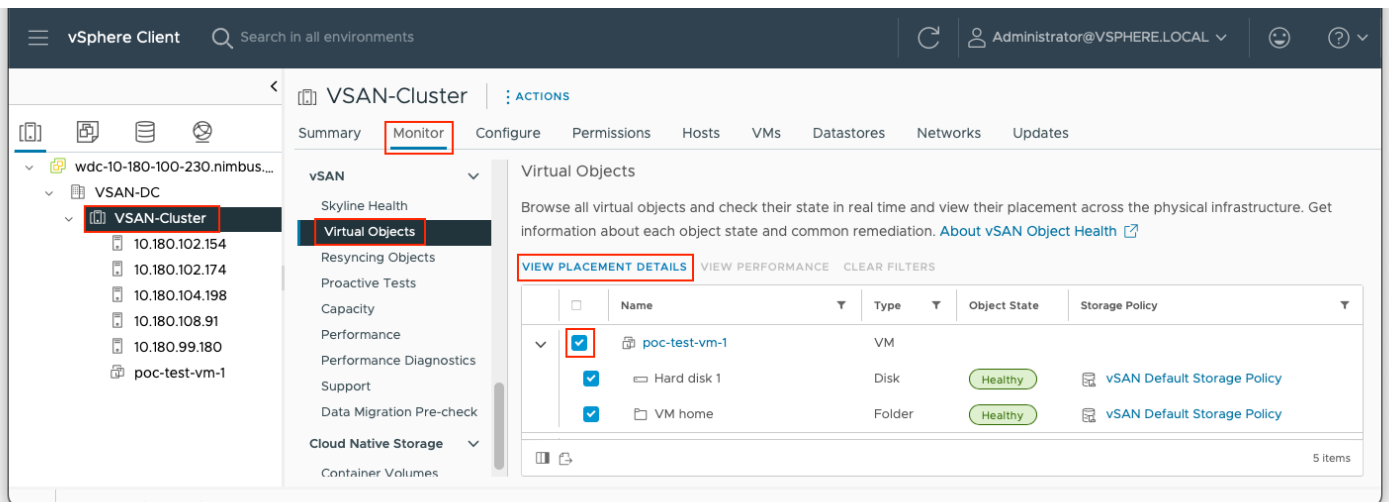 vSphere Client
Search in all environments
Administrator@VSPHERE.LOCAL
VSAN-Cluster
ACTIONS
Summary Monitor Configure Permissions Hosts VMs Datastores Networks Updates
wdc-10-180-100-230.nimbus....
VSAN-DC
VSAN-Cluster
10.180.102.154
10.180.102.174
10.180.104.198
10.180.108.91
10.180.99.180
poc-test-vm-1
vSAN
Skyline Health
Virtual Objects
Resyncing Objects
Proactive Tests
Capacity
Performance
Performance Diagnostics
Support
Data Migration Pre-check
Cloud Native Storage
Container Volumes
Virtual Objects
Browse all virtual objects and check their state in real time and view their placement across the physical infrastructure. Get
information about each object state and common remediation. About vSAN Object Health
VIEW PLACEMENT DETAILS VIEW PERFORMANCE CLEAR FILTERS
Name Type Object State Storage Policy
poc-test-vm-1 VM
Hard disk 1 Disk Healthy vSAN Default Storage Policy
VM home Folder Healthy vSAN Default Storage Policy
5 items